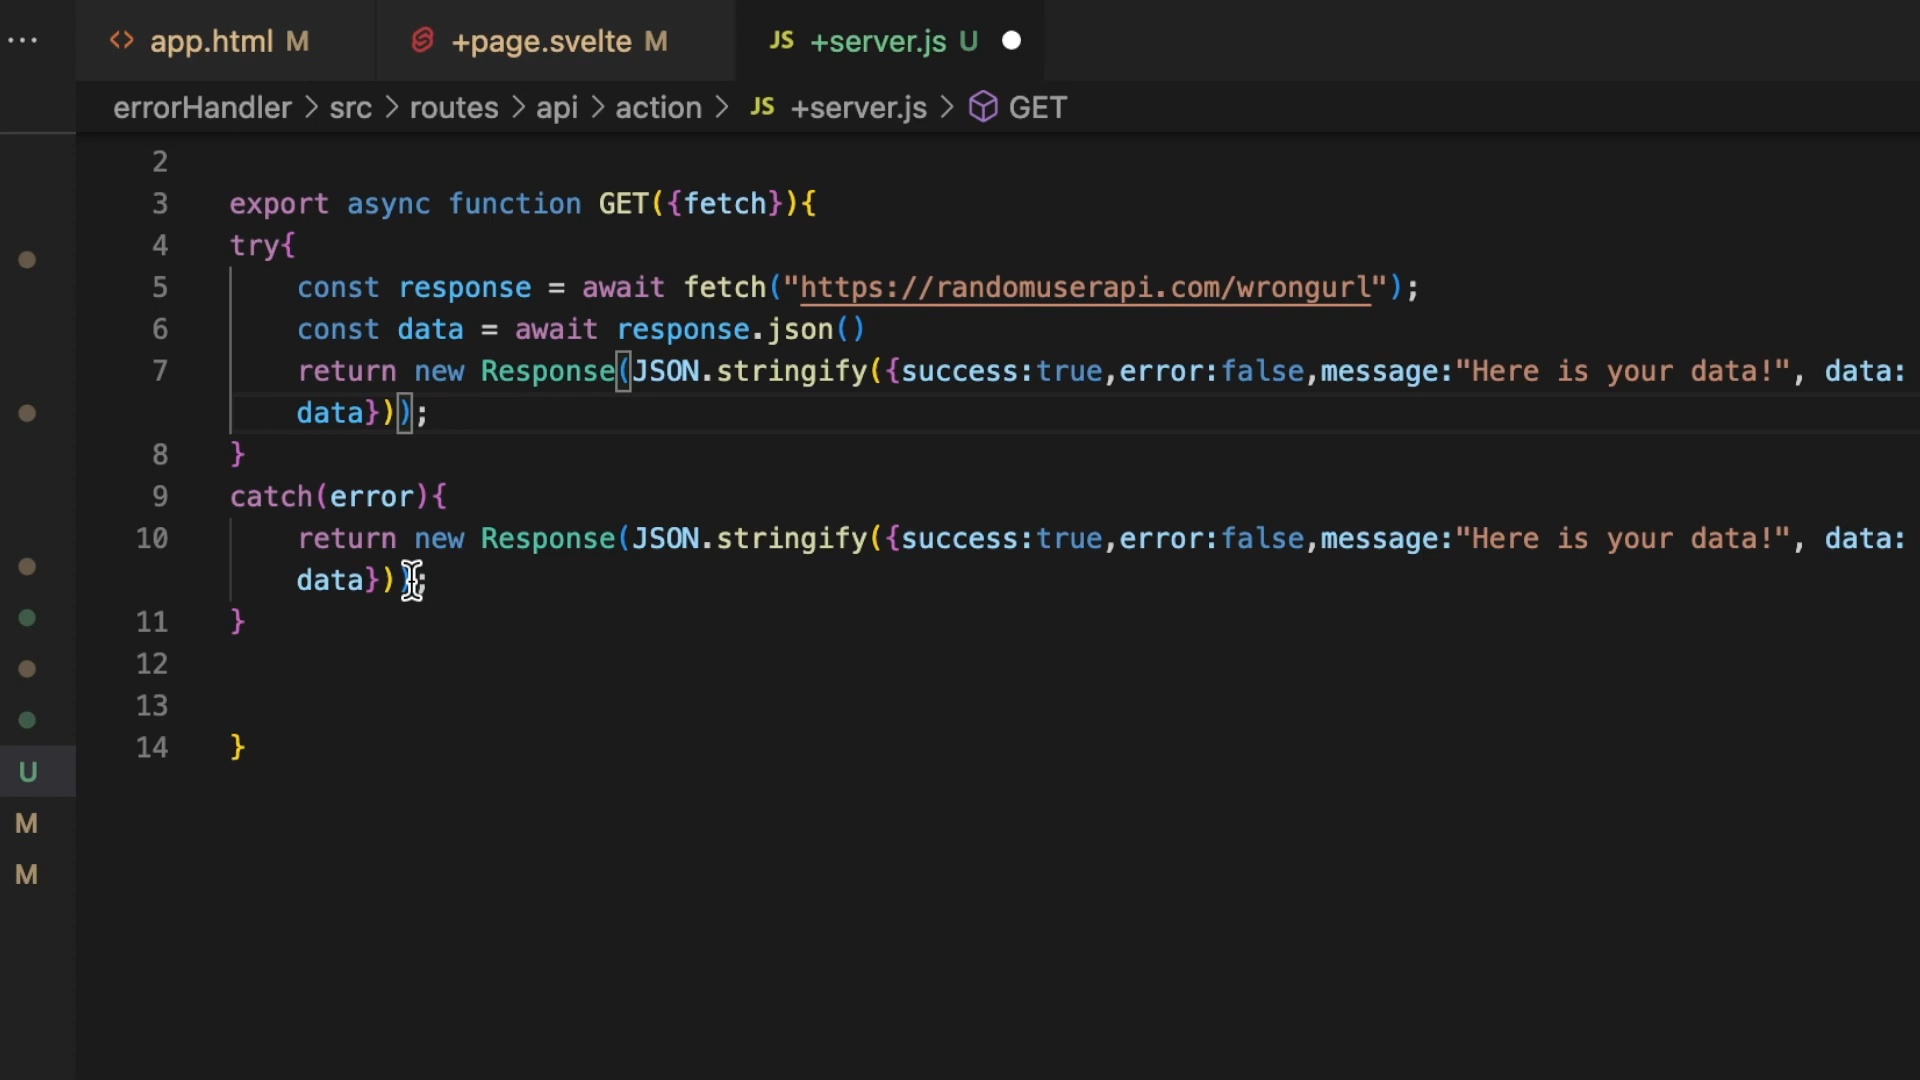 ... app.html M +page.svelte M JS +server.js U
errorHandler > src > routes > api > action > JS +server.js > GET
2
3 export async function GET({fetch}){
4 try{
5 const response = await fetch("https://randomuserapi.com/wrongurl");
6 const data = await response.json()
7 return new Response(JSON.stringify({success:true,error:false,message:"Here is your data!", data:
data}));
8 }
9 catch(error){
10 return new Response(JSON.stringify({success:true,error:false,message:"Here is your data!", data:
data}));
11 }
12
13
14 }
U
M
M